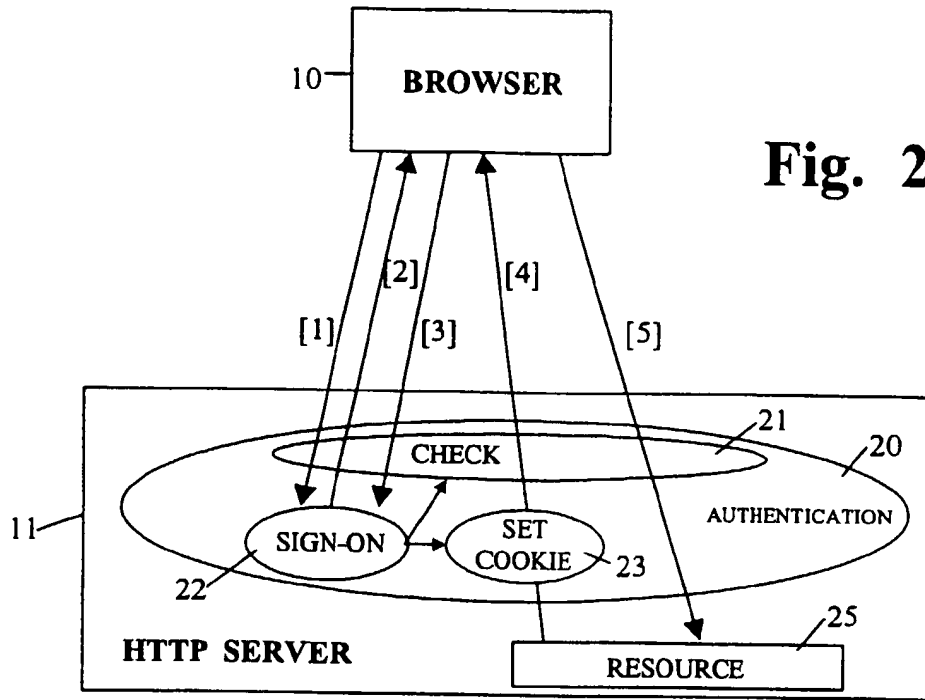 10
BROWSER
Fig. 2
[2]
[4]
[1]
[3]
[5]
21
CHECK
20
AUTHENTICATION
11
SIGN-ON
SET
COOKIE
22
23
25
HTTP SERVER
RESOURCE